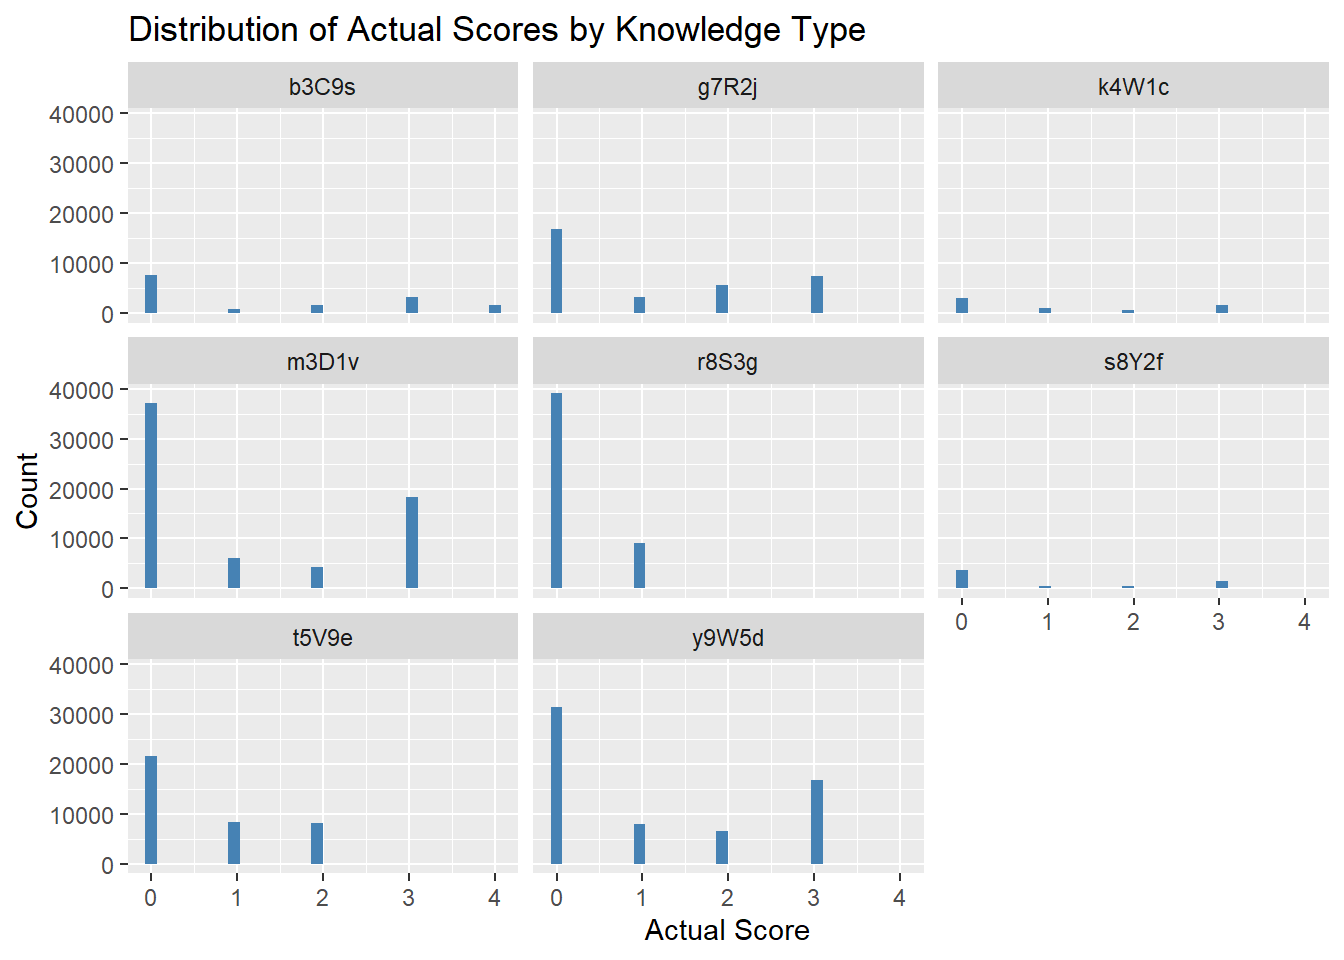 Distribution of Actual Scores by Knowledge Type
b3C9s g7R2j k4W1c
40000
30000
20000
10000
0
m3D1v r8S3g s8Y2f
40000
30000
20000
10000
0
0 1 2 3 4
t5V9e y9W5d
40000
30000
20000
10000
0
0 1 2 3 4 0 1 2 3 4
Count
Actual Score